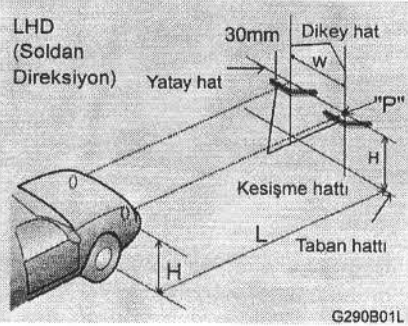 LHD
(Soldan
Direksiyon)
30mm
Dikey hat
W
Yatay hat
"P"
H
Kesişme hattı
L
Taban hattı
H
G290B01L